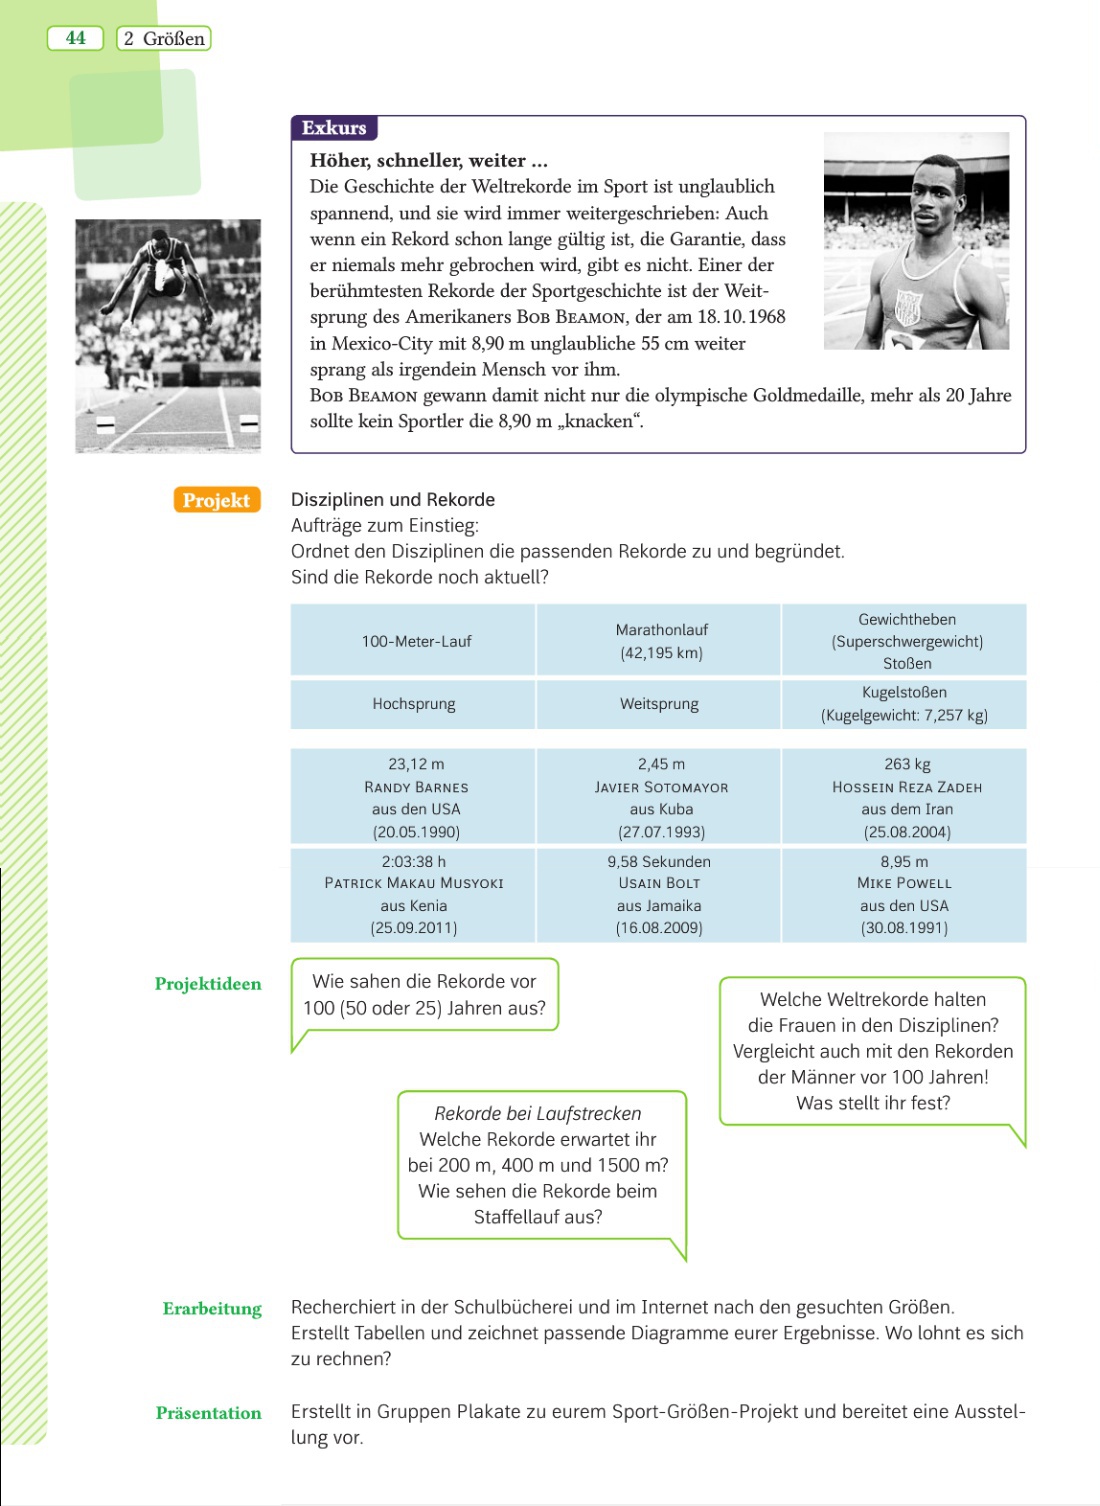 44
2 Größen
Exkurs
Höher, schneller, weiter ...
Die Geschichte der Weltrekorde im Sport ist unglaublich
spannend, und sie wird immer weitergeschrieben: Auch
wenn ein Rekord schon lange gültig ist, die Garantie, dass
er niemals mehr gebrochen wird, gibt es nicht. Einer der
berühmtesten Rekorde der Sportgeschichte ist der Weit-
sprung des Amerikaners BOB BEAMON, der am 18.10.1968
in Mexico-City mit 8,90 m unglaubliche 55 cm weiter
sprang als irgendein Mensch vor ihm.
BOB BEAMON gewann damit nicht nur die olympische Goldmedaille, mehr als 20 Jahre
sollte kein Sportler die 8,90 m „knacken“.
Projekt
Disziplinen und Rekorde
Aufträge zum Einstieg:
Ordnet den Disziplinen die passenden Rekorde zu und begründet.
Sind die Rekorde noch aktuell?
100-Meter-Lauf
Marathonlauf
(42,195 km)
Gewichtheben
(Superschwergewicht)
Stoßen
Hochsprung
Weitsprung
Kugelstoßen
(Kugelgewicht: 7,257 kg)
23,12 m
RANDY BARNES
aus den USA
(20.05.1990)
2,45 m
JAVIER SOTOMAYOR
aus Kuba
(27.07.1993)
263 kg
HOSSEIN REZA ZADEH
aus dem Iran
(25.08.2004)
2:03:38 h
PATRICK MAKAU MUSYOKI
aus Kenia
(25.09.2011)
9,58 Sekunden
USAIN BOLT
aus Jamaika
(16.08.2009)
8,95 m
MIKE POWELL
aus den USA
(30.08.1991)
Projektideen
Wie sahen die Rekorde vor
100 (50 oder 25) Jahren aus?
Welche Weltrekorde halten
die Frauen in den Disziplinen?
Vergleicht auch mit den Rekorden
der Männer vor 100 Jahren!
Was stellt ihr fest?
Rekorde bei Laufstrecken
Welche Rekorde erwartet ihr
bei 200 m, 400 m und 1500 m?
Wie sehen die Rekorde beim
Staffellauf aus?
Erarbeitung
Recherchiert in der Schulbücherei und im Internet nach den gesuchten Größen.
Erstellt Tabellen und zeichnet passende Diagramme eurer Ergebnisse. Wo lohnt es sich
zu rechnen?
Präsentation
Erstellt in Gruppen Plakate zu eurem Sport-Größen-Projekt und bereitet eine Ausstel-
lung vor.